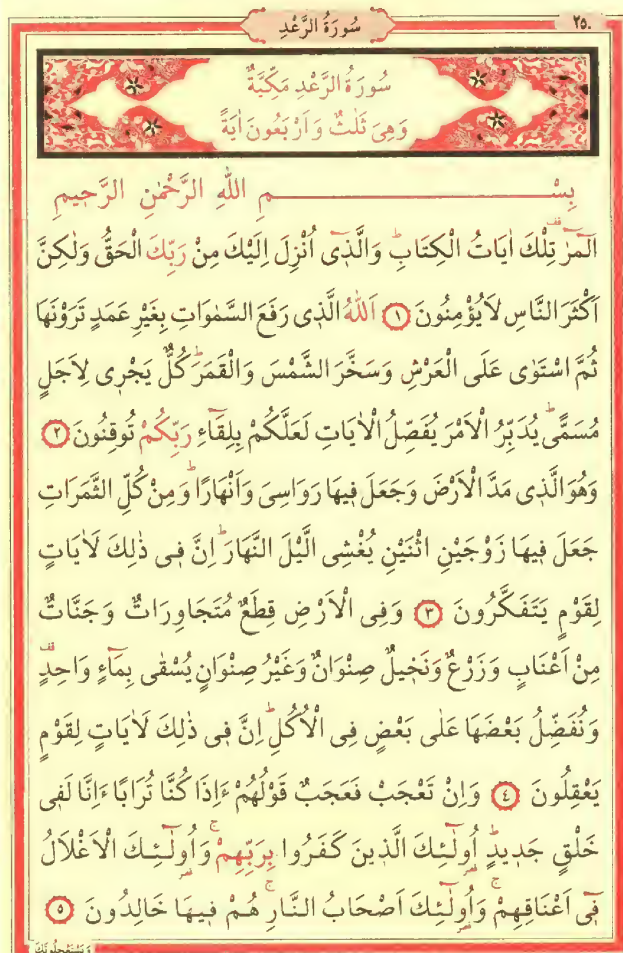 سُورَةُ الرَّعْدِ ٢٥٠
سُورَةُ الرَّعْدِ مَكِّيَّةٌ
وَهِيَ ثَلٰثٌ وَاَرْبَعُونَ اٰيَةً
بِسْــــــمِ اللّٰهِ الرَّحْمٰنِ الرَّحٖيمِ
الٓمٓرٰ قف تِلْكَ اٰيَاتُ الْكِتَابِؕ وَالَّذٖٓى اُنْزِلَ اِلَيْكَ مِنْ رَبِّكَ الْحَقُّ وَلٰكِنَّ
اَكْثَرَ النَّاسِ لَا يُؤْمِنُونَ ﴿١﴾ اَللّٰهُ الَّذٖى رَفَعَ السَّمٰوَاتِ بِغَيْرِ عَمَدٍ تَرَوْنَهَا
ثُمَّ اسْتَوٰى عَلَى الْعَرْشِ وَسَخَّرَ الشَّمْسَ وَالْقَمَرَؕ كُلٌّ يَجْرٖى لِاَجَلٍ
مُسَمًّىؕ يُدَبِّرُ الْاَمْرَ يُفَصِّلُ الْاٰيَاتِ لَعَلَّكُمْ بِلِقَٓاءِ رَبِّكُمْ تُوقِنُونَ ﴿٢﴾
وَهُوَ الَّذٖى مَدَّ الْاَرْضَ وَجَعَلَ فٖيهَا رَوَاسِىَ وَاَنْهَارًاؕ وَمِنْ كُلِّ الثَّمَرَاتِ
جَعَلَ فٖيهَا زَوْجَيْنِ اثْنَيْنِ يُغْشِى الَّيْلَ النَّهَارَؕ اِنَّ فٖى ذٰلِكَ لَاٰيَاتٍ
لِقَوْمٍ يَتَفَكَّرُونَ ﴿٣﴾ وَفِى الْاَرْضِ قِطَعٌ مُتَجَاوِرَاتٌ وَجَنَّاتٌ
مِنْ اَعْنَابٍ وَزَرْعٌ وَنَخٖيلٌ صِنْوَانٌ وَغَيْرُ صِنْوَانٍ يُسْقٰى بِمَٓاءٍ وَاحِدٍ قف
وَنُفَضِّلُ بَعْضَهَا عَلٰى بَعْضٍ فِى الْاُكُلِؕ اِنَّ فٖى ذٰلِكَ لَاٰيَاتٍ لِقَوْمٍ
يَعْقِلُونَ ﴿٤﴾ وَاِنْ تَعْجَبْ فَعَجَبٌ قَوْلُهُمْ ءَاِذَا كُنَّا تُرَابًا ءَاِنَّا لَفٖى
خَلْقٍ جَدٖيدٍؕ اُولٰٓئِكَ الَّذٖينَ كَفَرُوا بِرَبِّهِمْۚ وَاُولٰٓئِكَ الْاَغْلَالُ
فٖٓى اَعْنَاقِهِمْۚ وَاُولٰٓئِكَ اَصْحَابُ النَّارِۚ هُمْ فٖيهَا خَالِدُونَ ﴿٥﴾
وَيَسْتَعْجِلُونَكَ